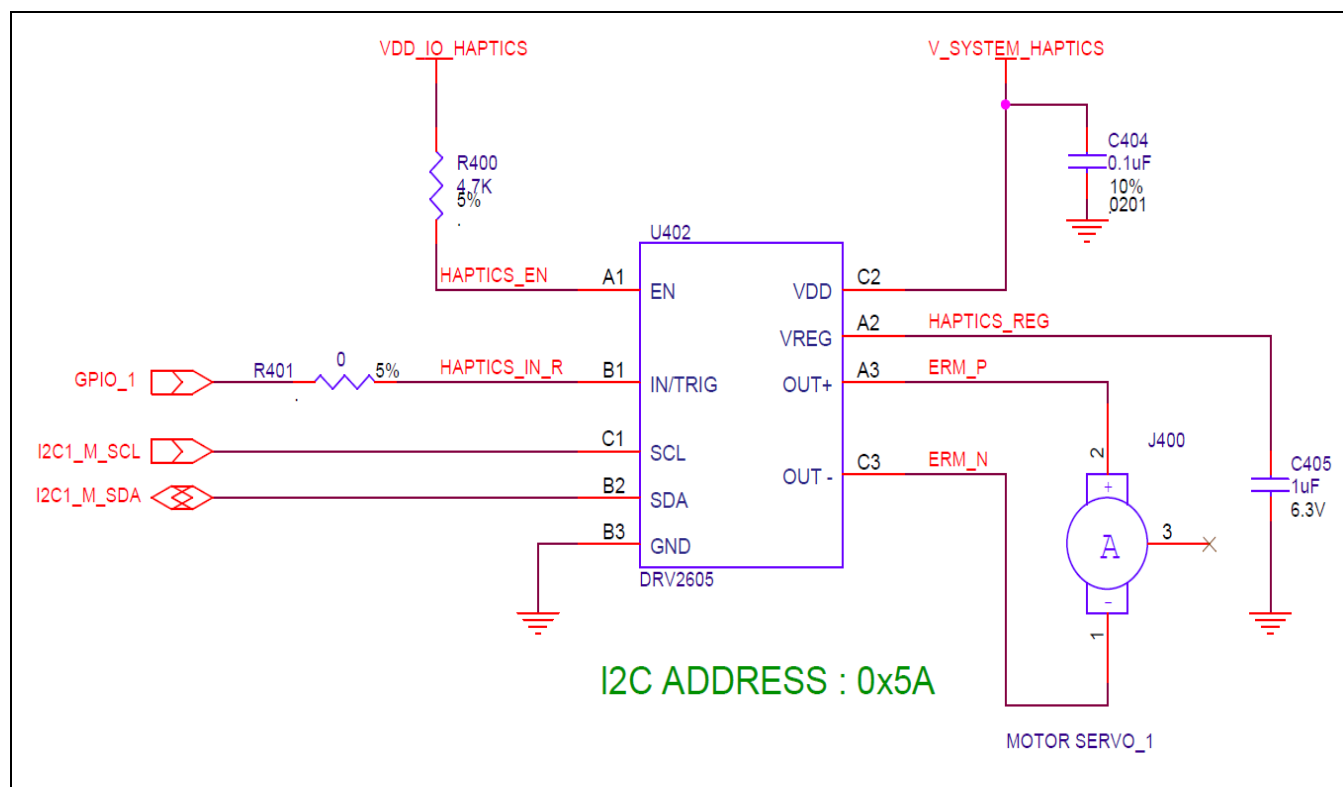 VDD_IO_HAPTICS
V_SYSTEM_HAPTICS
R400
4.7K
5%
.
C404
0.1uF
10%
0201
U402
HAPTICS_EN
A1
EN
VDD
C2
VREG
A2
HAPTICS_REG
GPIO_1
R401
0
5%
.
HAPTICS_IN_R
B1
IN/TRIG
OUT+
A3
ERM_P
I2C1_M_SCL
C1
SCL
OUT -
C3
ERM_N
I2C1_M_SDA
B2
SDA
B3
GND
DRV2605
J400
2
+
A
3
-
1
C405
1uF
6.3V
I2C ADDRESS : 0x5A
MOTOR SERVO_1